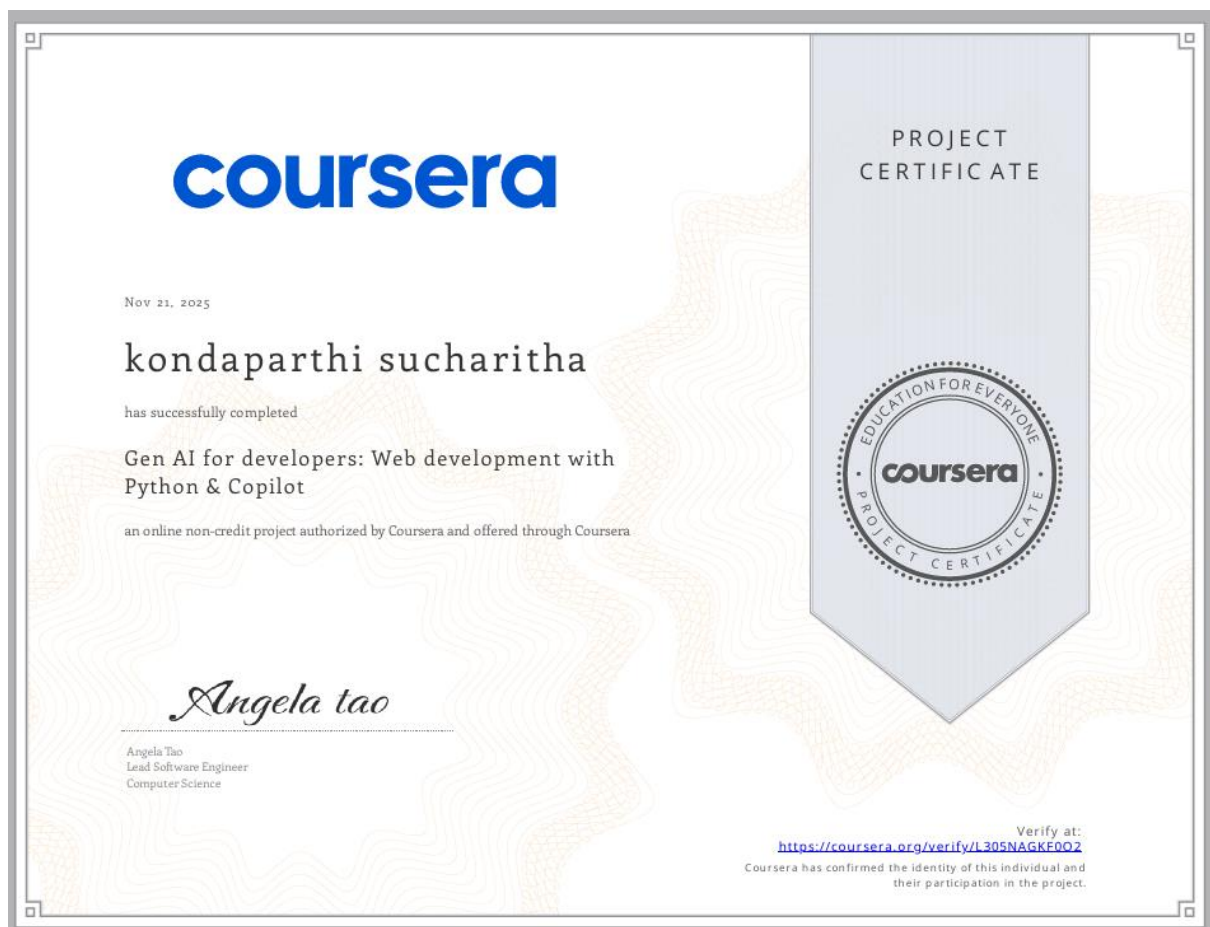 coursera
PROJECT
CERTIFICATE
Nov 21, 2025
kondaparthi sucharitha
has successfully completed
Gen AI for developers: Web development with
Python & Copilot
an online non-credit project authorized by Coursera and offered through Coursera
EDUCATION FOR EVERYONE
coursera
PROJECT CERTIFICATE
Angela tao
Angela Tao
Lead Software Engineer
Computer Science
Verify at:
https://coursera.org/verify/L305NAGKF0O2
Coursera has confirmed the identity of this individual and
their participation in the project.